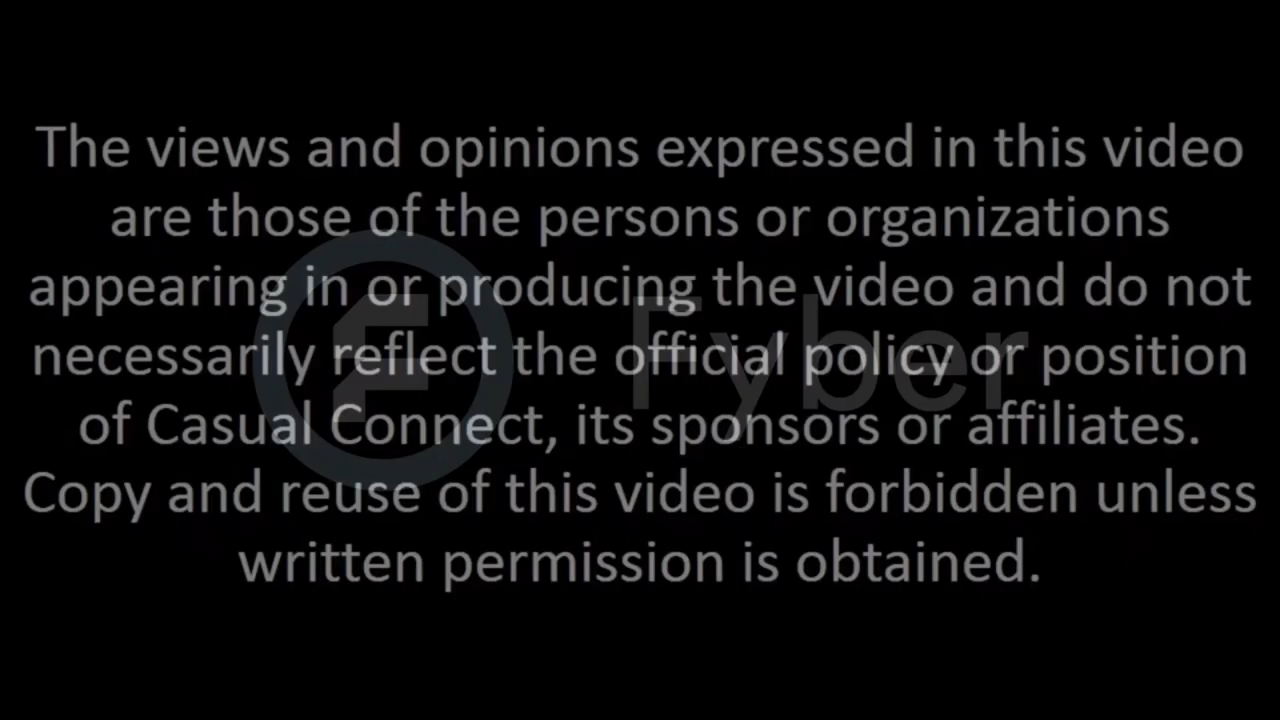 The views and opinions expressed in this video
are those of the persons or organizations
appearing in or producing the video and do not
necessarily reflect the official policy or position
of Casual Connect, its sponsors or affiliates.
Copy and reuse of this video is forbidden unless
written permission is obtained.
Fyber